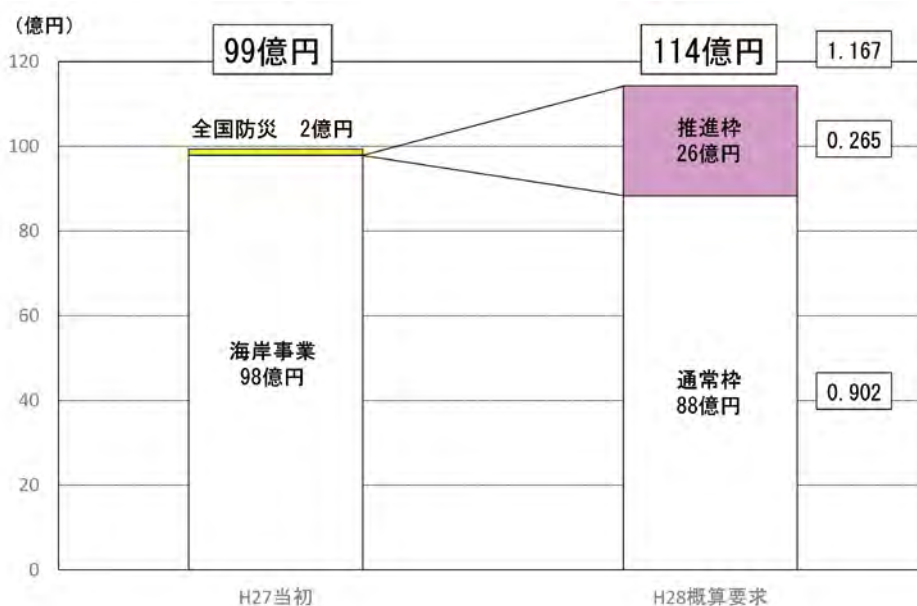 (億円)
99億円
114億円
1.167
120
100
80
60
40
20
0
全国防災 2億円
海岸事業
98億円
推進枠
26億円
0.265
通常枠
88億円
0.902
H27当初
H28概算要求